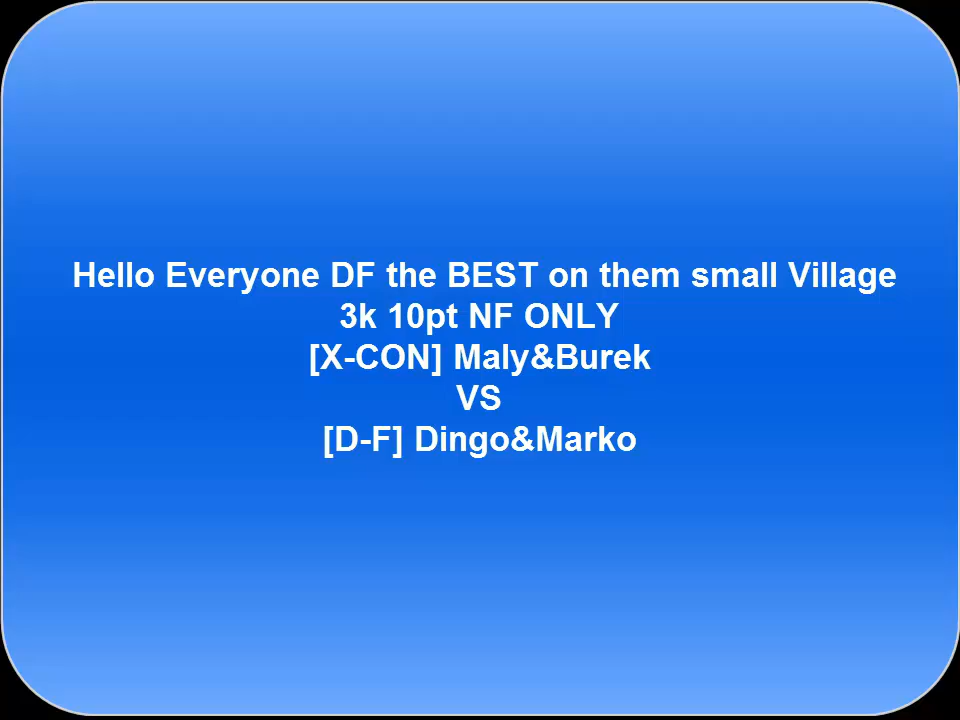 Hello Everyone DF the BEST on them small Village
3k 10pt NF ONLY
[X-CON] Maly&Burek
VS
[D-F] Dingo&Marko